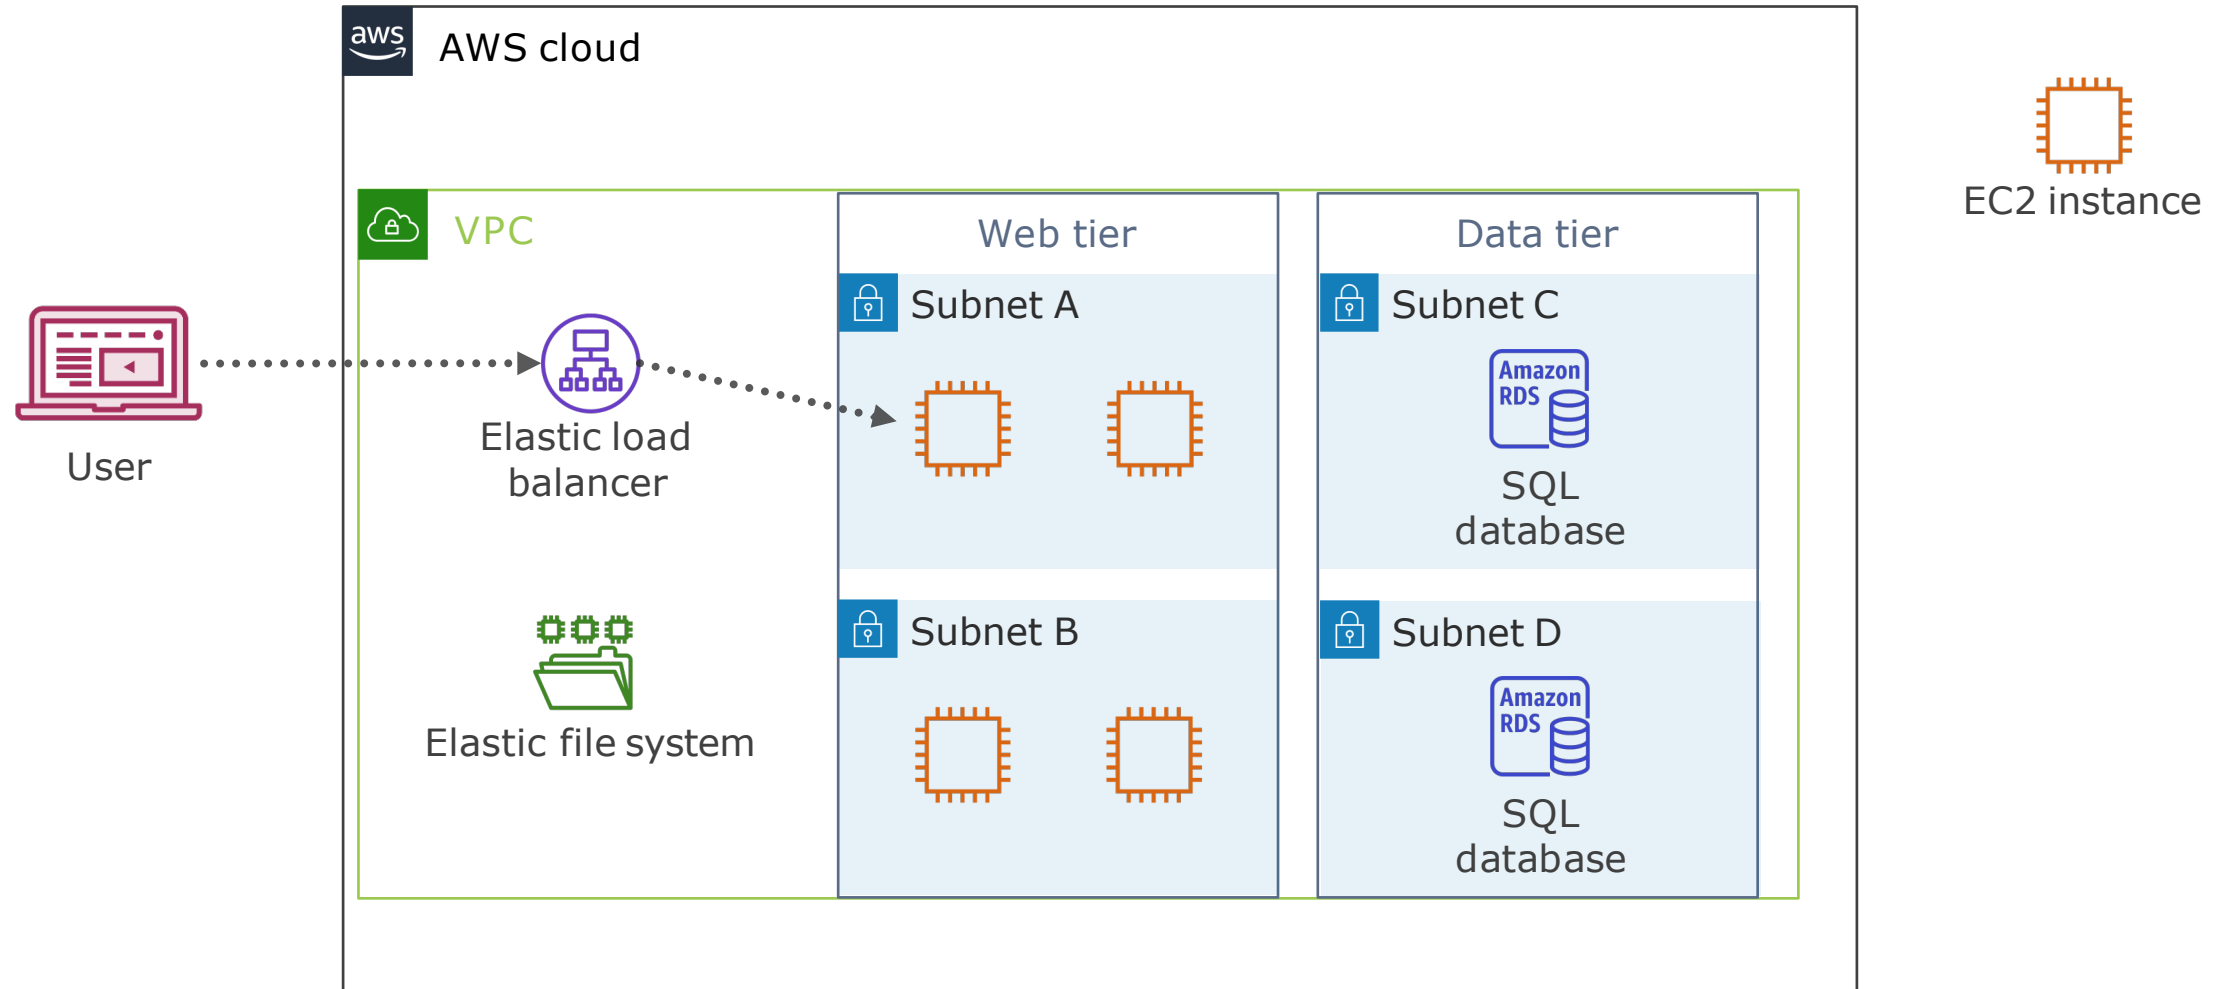 aws
AWS cloud
EC2 instance
VPC
Web tier
Data tier
Subnet A
Subnet C
Amazon
RDS
User
Elastic load
balancer
SQL
database
Subnet B
Subnet D
Amazon
RDS
Elastic file system
SQL
database